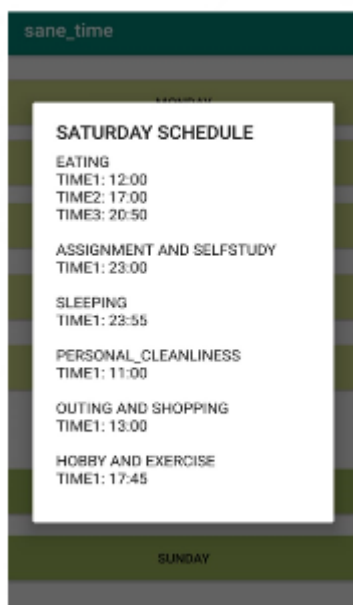 sane_time
MONDAY
SATURDAY SCHEDULE
EATING
TIME1: 12:00
TIME2: 17:00
TIME3: 20:50
ASSIGNMENT AND SELFSTUDY
TIME1: 23:00
SLEEPING
TIME1: 23:55
PERSONAL_CLEANLINESS
TIME1: 11:00
OUTING AND SHOPPING
TIME1: 13:00
HOBBY AND EXERCISE
TIME1: 17:45
SUNDAY